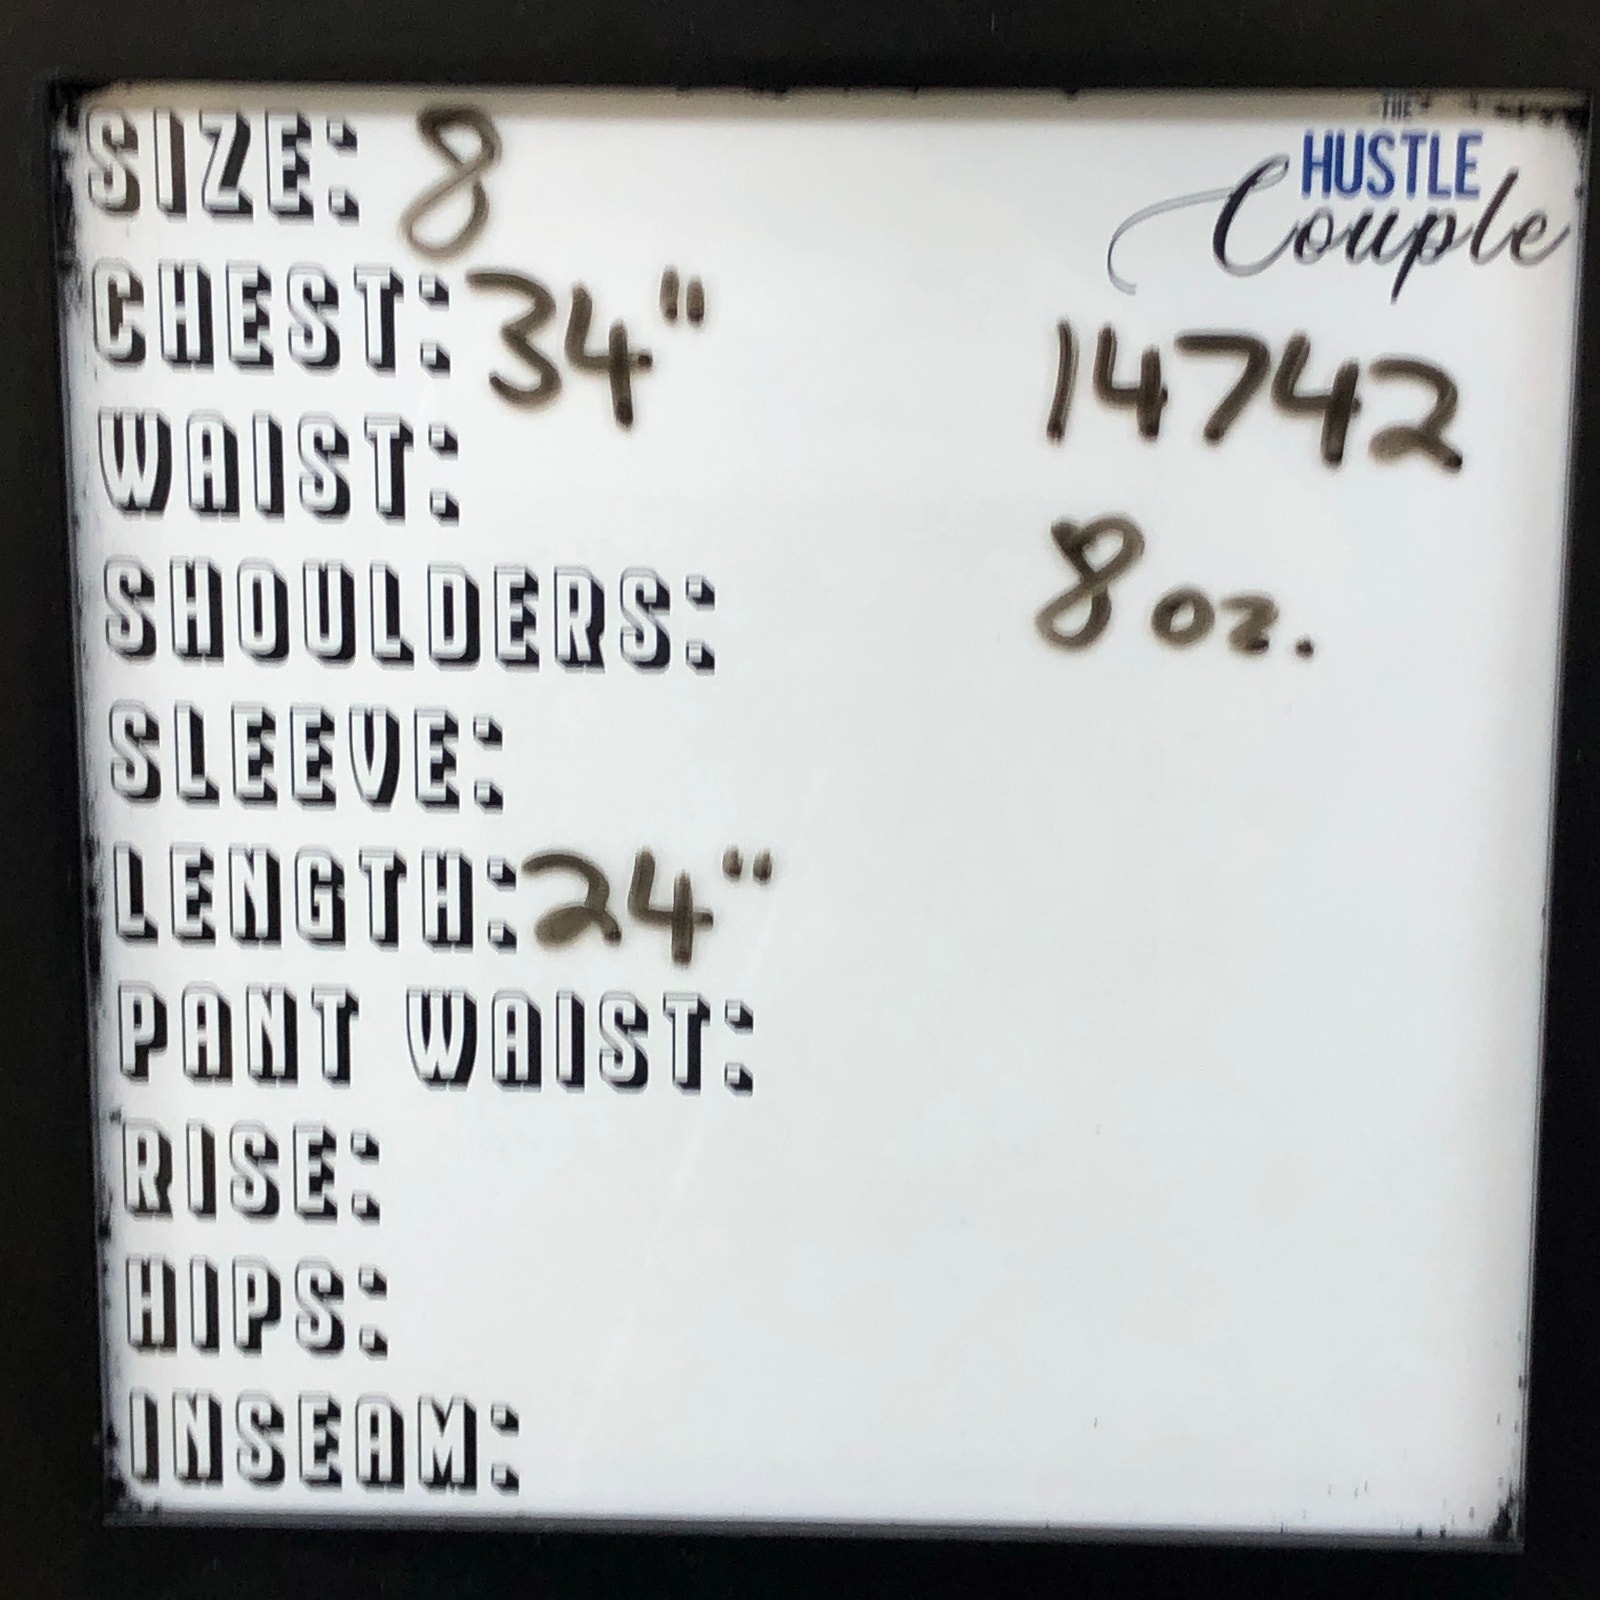 SIZE: 8
THE
HUSTLE
Couple
CHEST: 34"
14742
WAIST:
8 oz.
SHOULDERS:
SLEEVE:
LENGTH: 24"
PANT WAIST:
RISE:
HIPS:
INSEAM: